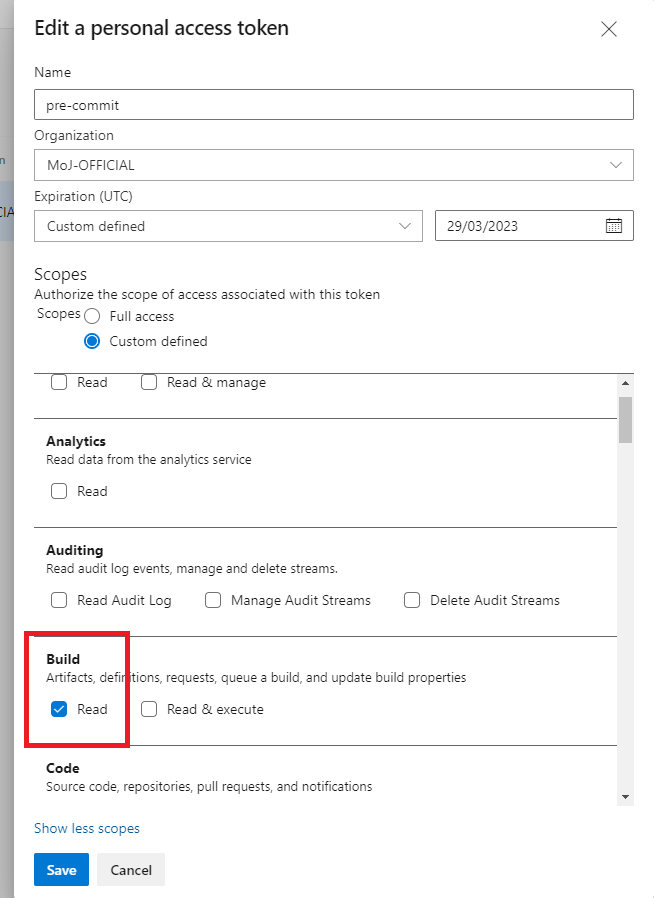 Edit a personal access token
Name
pre-commit
Organization
MoJ-OFFICIAL
Expiration (UTC)
Custom defined 29/03/2023
Scopes
Authorize the scope of access associated with this token
Scopes Full access
Custom defined
Read Read & manage
Analytics
Read data from the analytics service
Read
Auditing
Read audit log events, manage and delete streams.
Read Audit Log Manage Audit Streams Delete Audit Streams
Build
Artifacts, definitions, requests, queue a build, and update build properties
Read Read & execute
Code
Source code, repositories, pull requests, and notifications
Show less scopes
Save Cancel